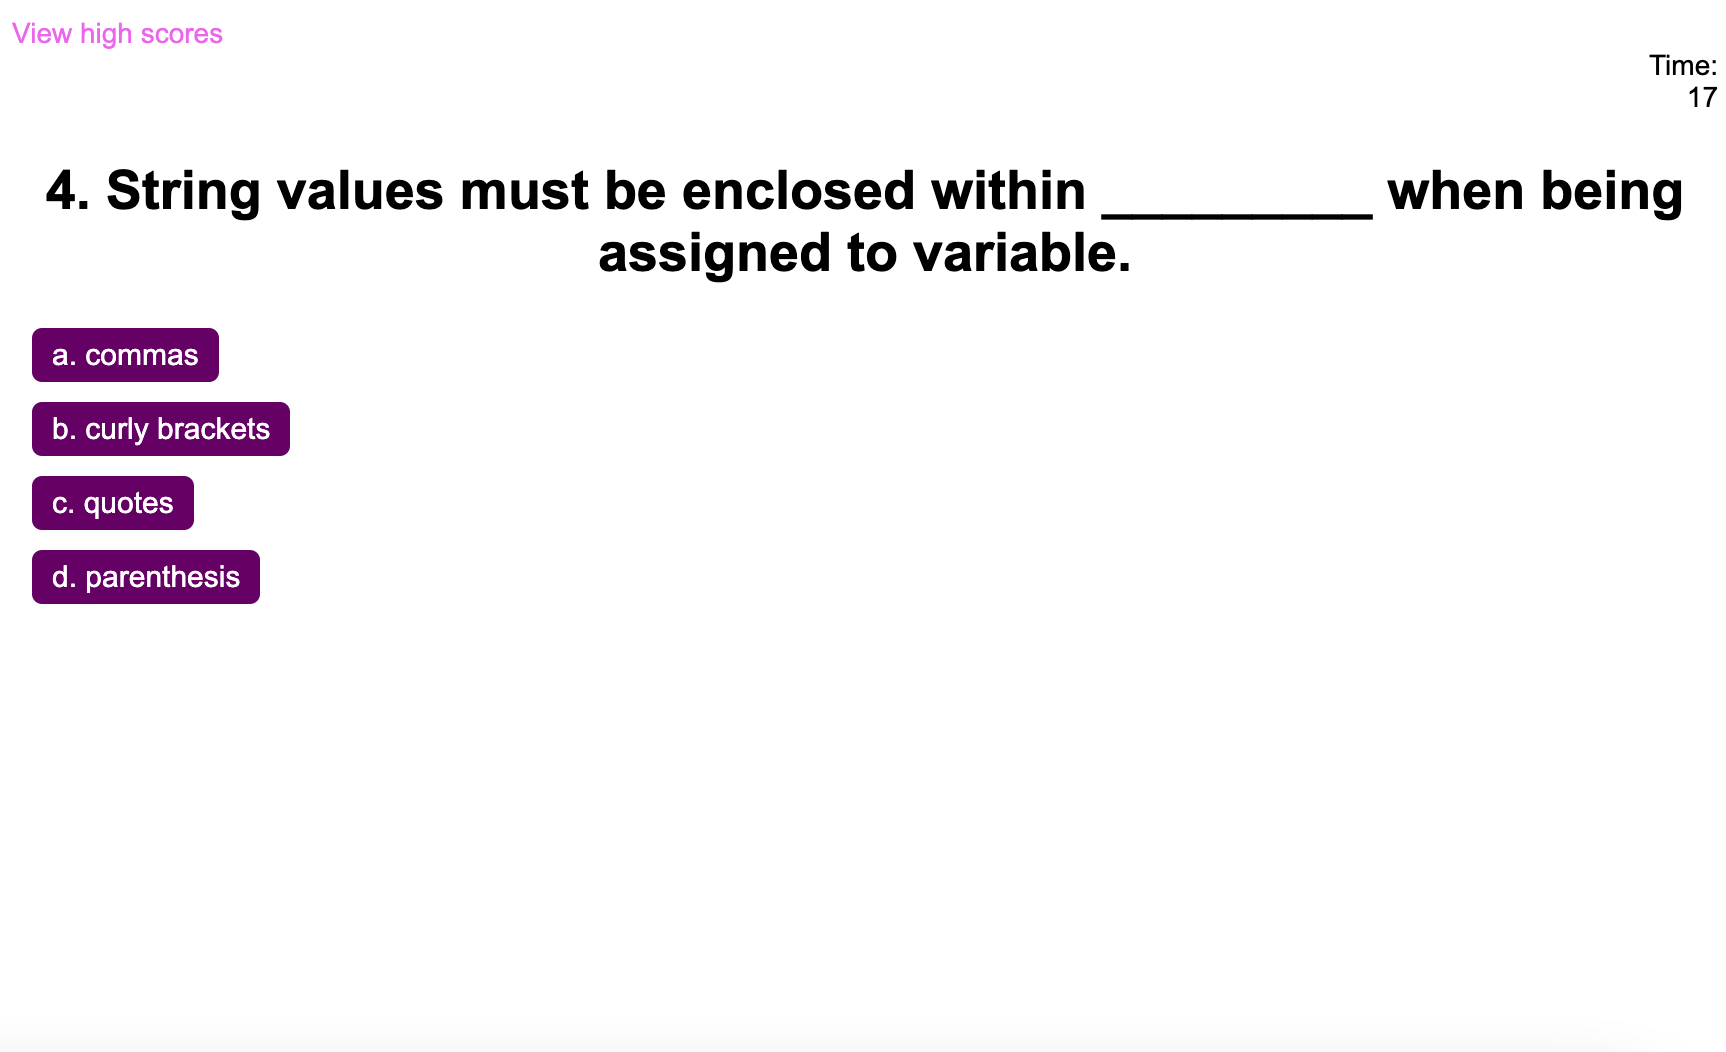 View high scores
Time:
17
4. String values must be enclosed within _________ when being
assigned to variable.
a. commas
b. curly brackets
c. quotes
d. parenthesis